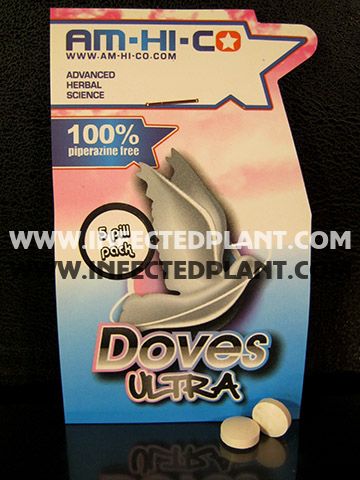 AM-HI-CO
WWW.AM-HI-CO.COM
ADVANCED
HERBAL
SCIENCE
100%
piperazine free
5 pill
pack
WWW.INFECTEDPLANT.COM
WWW.INFECTEDPLANT.COM
Doves
ULTRA